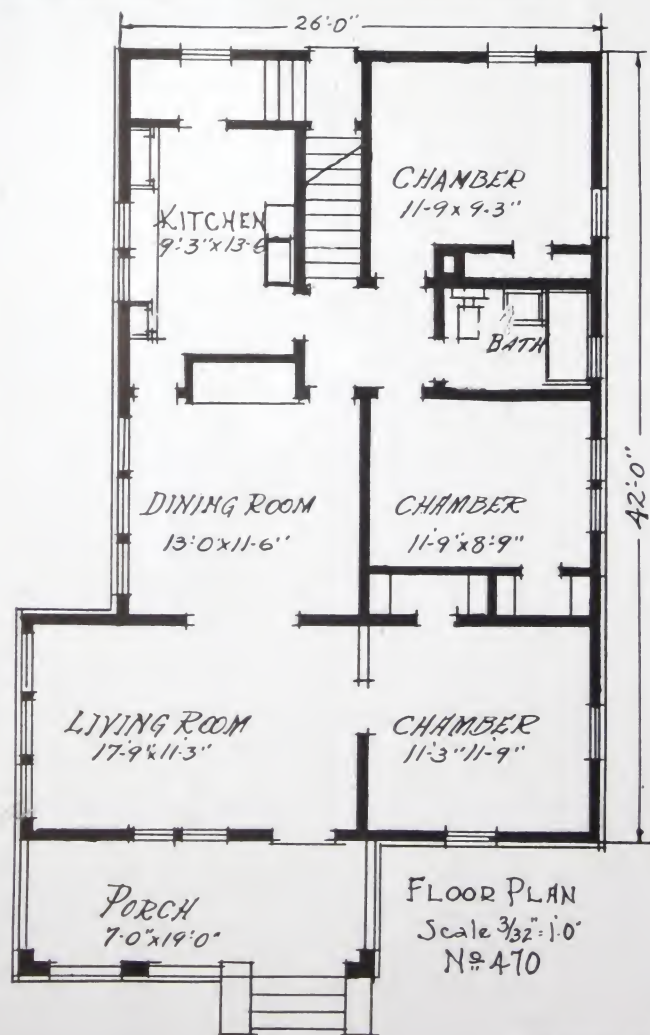 26'-0"
CHAMBER
11-9 x 9.3"
KITCHEN
9'.3" x 13-6
BATH
42'-0"
DINING ROOM
13'0 x 11-6"
CHAMBER
11-9" x 8'-9"
LIVING ROOM
17-9" x 11-3"
CHAMBER
11-3" 11-9"
PORCH
7-0" x 19'-0"
FLOOR PLAN
Scale 3/32" = 1'.0"
Nº 470